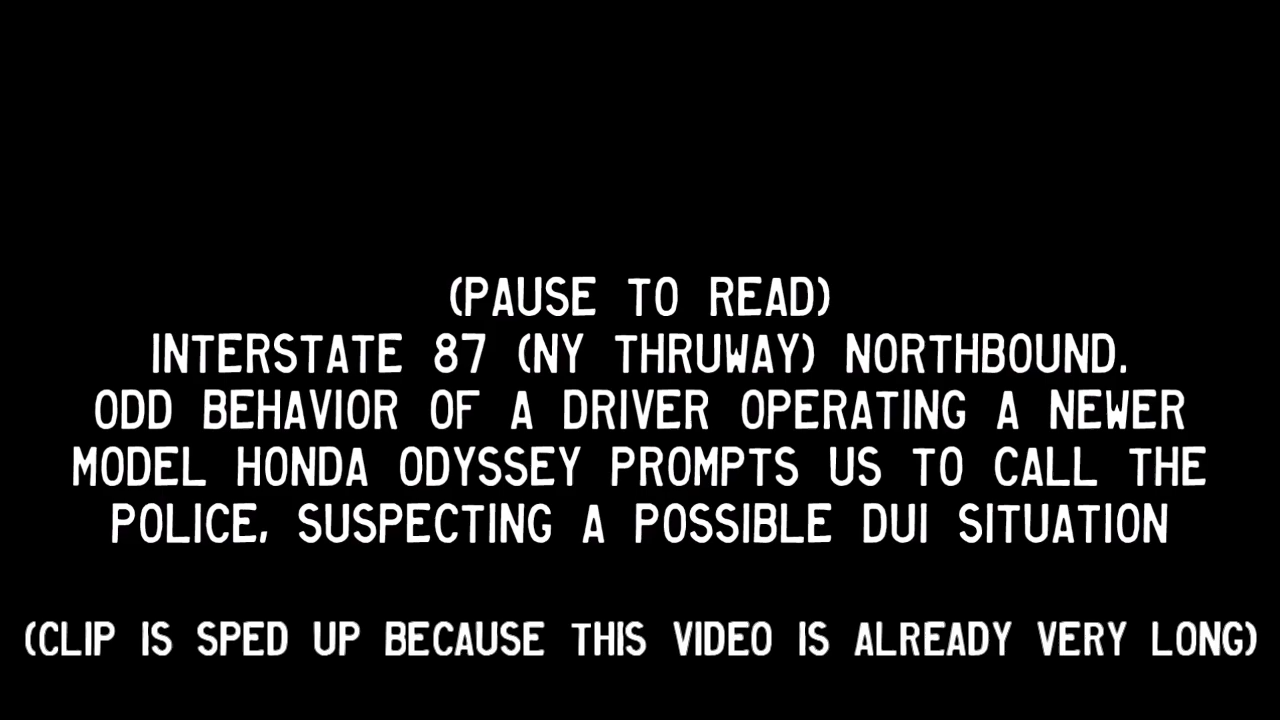 (PAUSE TO READ)
INTERSTATE 87 (NY THRUWAY) NORTHBOUND.
ODD BEHAVIOR OF A DRIVER OPERATING A NEWER
MODEL HONDA ODYSSEY PROMPTS US TO CALL THE
POLICE, SUSPECTING A POSSIBLE DUI SITUATION
(CLIP IS SPED UP BECAUSE THIS VIDEO IS ALREADY VERY LONG)